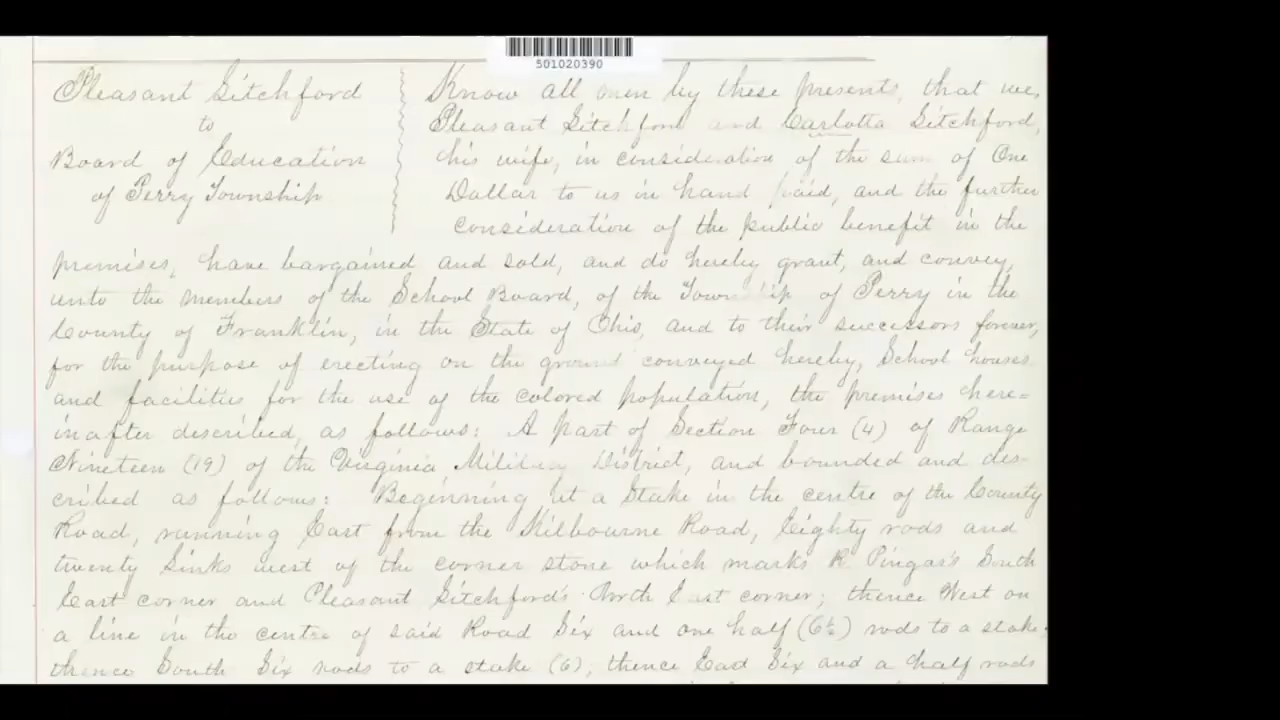 501020390
Pleasant Litchford
to
Board of Education
of Perry Township
Know all men by these presents, that we,
Pleasant Litchford and Carlotta Litchford,
his wife, in consideration of the sum of One
Dollar to us in hand paid, and the further
consideration of the public benefit in the
premises, have bargained and sold, and do hereby grant, and convey,
unto the members of the School Board, of the Township of Perry in the
County of Franklin, in the State of Ohio, and to their successors forever,
for the purpose of erecting on the ground conveyed hereby, School houses
and facilities for the use of the colored population, the premises here=
inafter described, as follows: A part of Section Four (4) of Range
Nineteen (19) of the Virginia Military District, and bounded and des-
cribed as follows: Beginning at a Stake in the centre of the County
Road, running East from the Kilbourne Road, Eighty rods and
twenty links west of the corner stone which marks R. Pingas's South
East corner and Pleasant Litchford's North East corner; thence West on
a line in the centre of said Road Six and one half (6½) rods to a stake;
thence South Six rods to a stake (6); thence East Six and a half rods